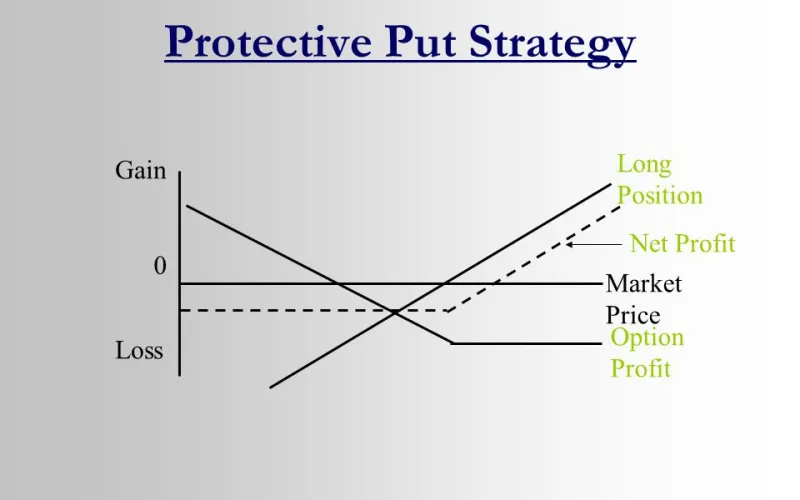 Protective Put Strategy
Gain
Long
Position
Net Profit
0
Market
Price
Option
Profit
Loss